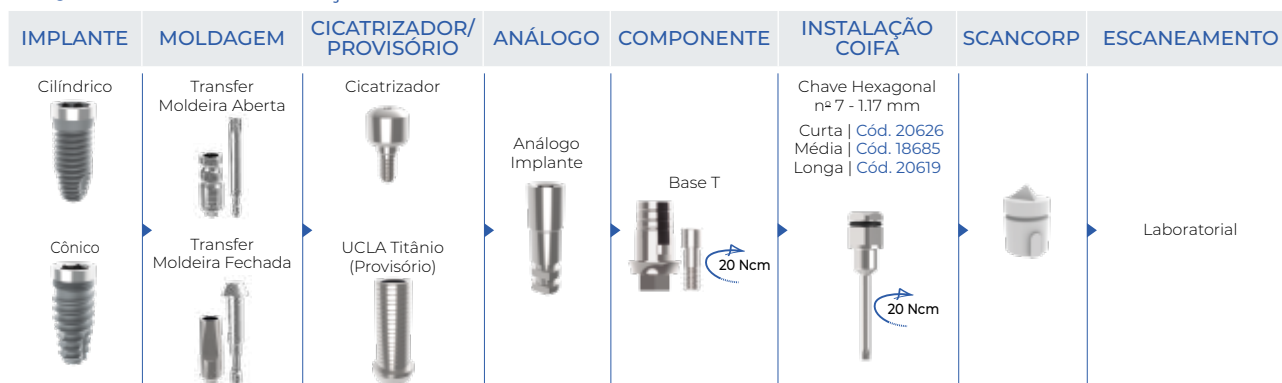 IMPLANTE
MOLDAGEM
CICATRIZADOR/
PROVISÓRIO
ANÁLOGO
COMPONENTE
INSTALAÇÃO
COIFA
SCANCORP
ESCANEAMENTO
Cilíndrico
Cônico
Transfer
Moldeira Aberta
Transfer
Moldeira Fechada
Cicatrizador
UCLA Titânio
(Provisório)
Análogo
Implante
Base T
20 Ncm
Chave Hexagonal
nº 7 - 1.17 mm
Curta | Cód. 20626
Média | Cód. 18685
Longa | Cód. 20619
20 Ncm
Laboratorial